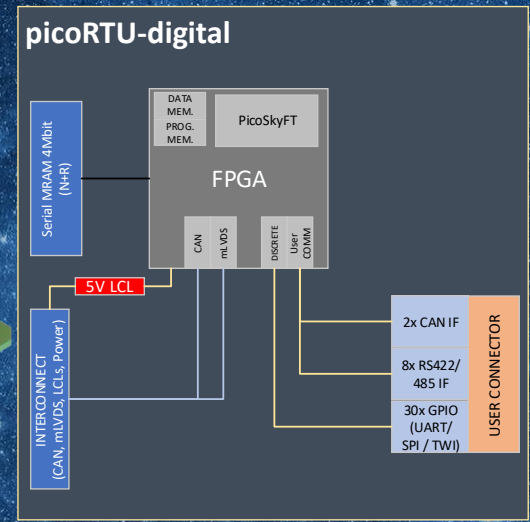 picoRTU-digital
DATA
MEM.
PROG.
MEM.
PicoSkyFT
FPGA
Serial MRAM 4Mbit
(N+R)
CAN
mLVDS
DISCRETE
User
COMM
5V LCL
INTERCONNECT
(CAN, mLVDS, LCLs, Power)
2x CAN IF
8x RS422/
485 IF
30x GPIO
(UART/
SPI / TWI)
USER CONNECTOR